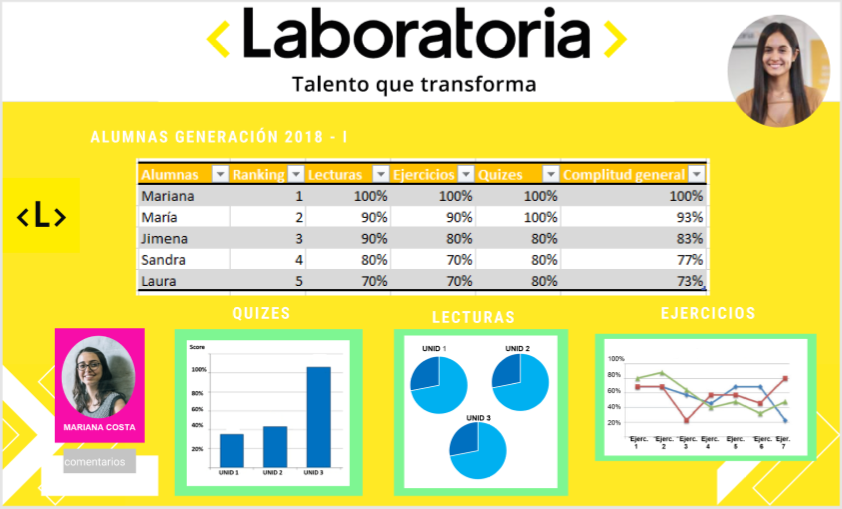 <Laboratoria>
Talento que transforma
ALUMNAS GENERACIÓN 2018 - I
Alumnas Ranking Lecturas Ejercicios Quizes Complitud general
Mariana 1 100% 100% 100% 100%
María 2 90% 90% 100% 93%
Jimena 3 90% 80% 80% 83%
Sandra 4 80% 70% 80% 77%
Laura 5 70% 70% 80% 73%
<L>
MARIANA COSTA
comentarios
QUIZES
Score
100%
80%
60%
40%
20%
UNID 1 UNID 2 UNID 3
LECTURAS
UNID 1 UNID 2
UNID 3
EJERCICIOS
100%
80%
60%
40%
20%
"Ejerc. "Ejerc. "Ejerc. Ejerc. Ejerc. "Ejerc. Ejer.
1 2 3 4 5 6 7